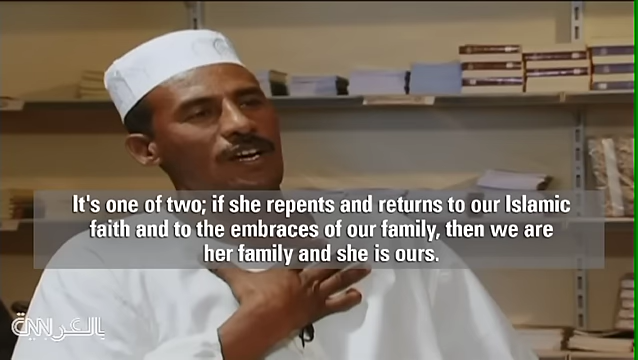 It's one of two; if she repents and returns to our Islamic
faith and to the embraces of our family, then we are
her family and she is ours.
CNN بالعربية